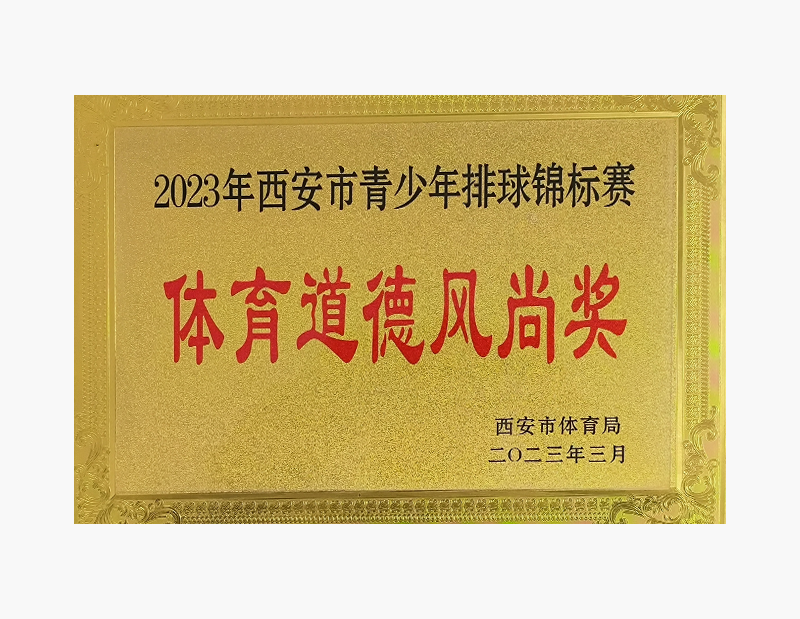 2023年西安市青少年排球锦标赛
体育道德风尚奖
西安市体育局
二〇二三年三月